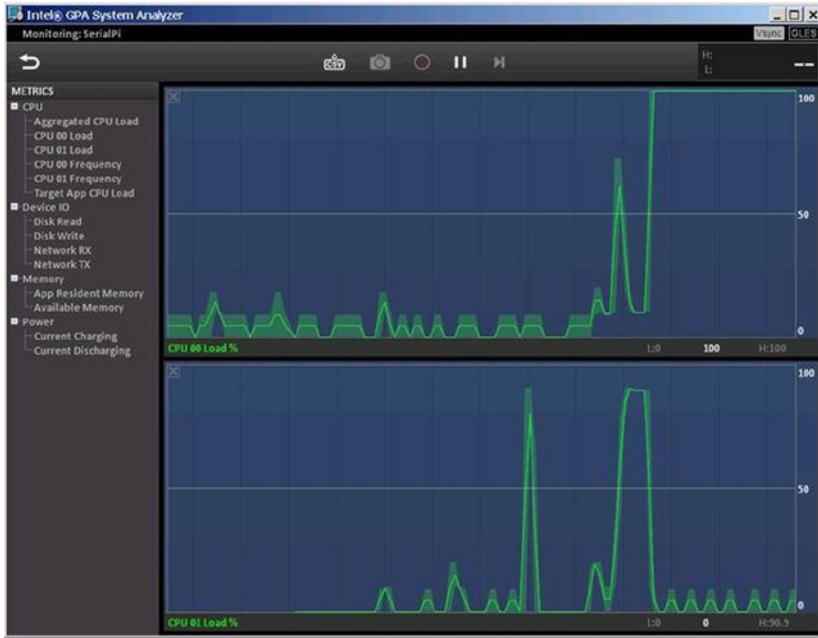 Intel® GPA System Analyzer
Monitoring: SerialPi
Vsync GLES
CSV
H:
L:
--
METRICS
CPU
Aggregated CPU Load
CPU 00 Load
CPU 01 Load
CPU 00 Frequency
CPU 01 Frequency
Target App CPU Load
Device IO
Disk Read
Disk Write
Network RX
Network TX
Memory
App Resident Memory
Available Memory
Power
Current Charging
Current Discharging
100
50
0
CPU 00 Load % L:0 100 H:100
100
50
0
CPU 01 Load % L:0 0 H:90.9